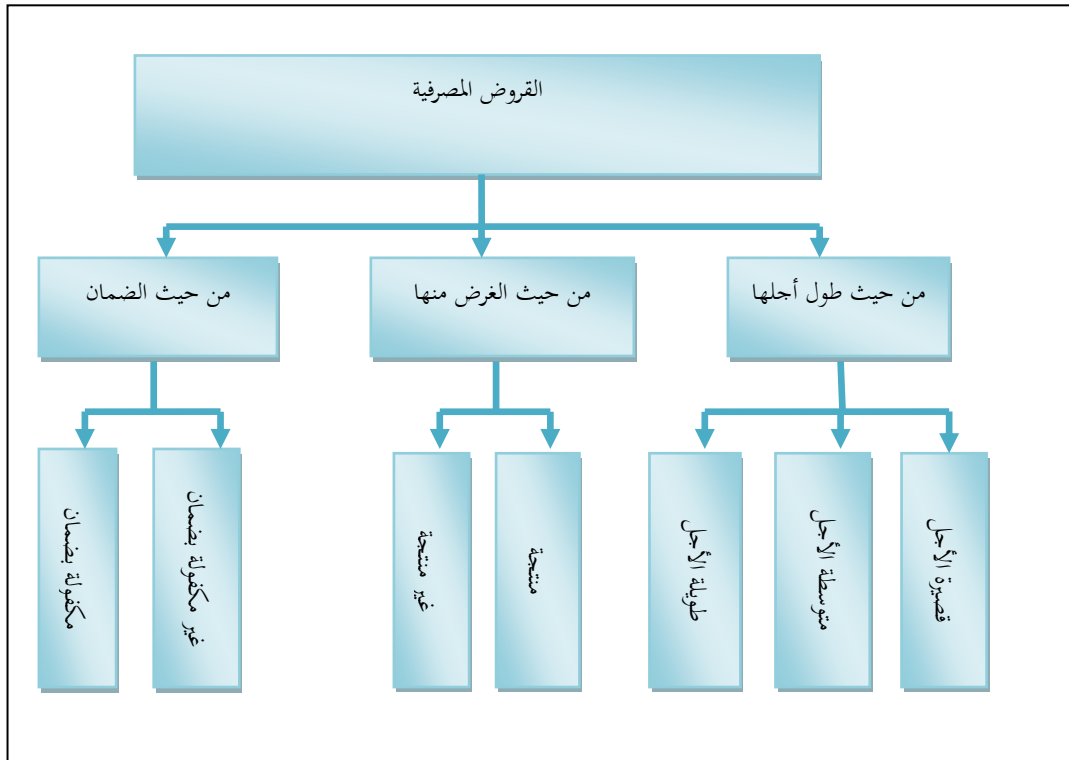 القروض المصرفية
من حيث طول أجلها
من حيث الغرض منها
من حيث الضمان
قصيرة الأجل
متوسطة الأجل
طويلة الأجل
منتجة
غير منتجة
غير مكفولة بضمان
مكفولة بضمان